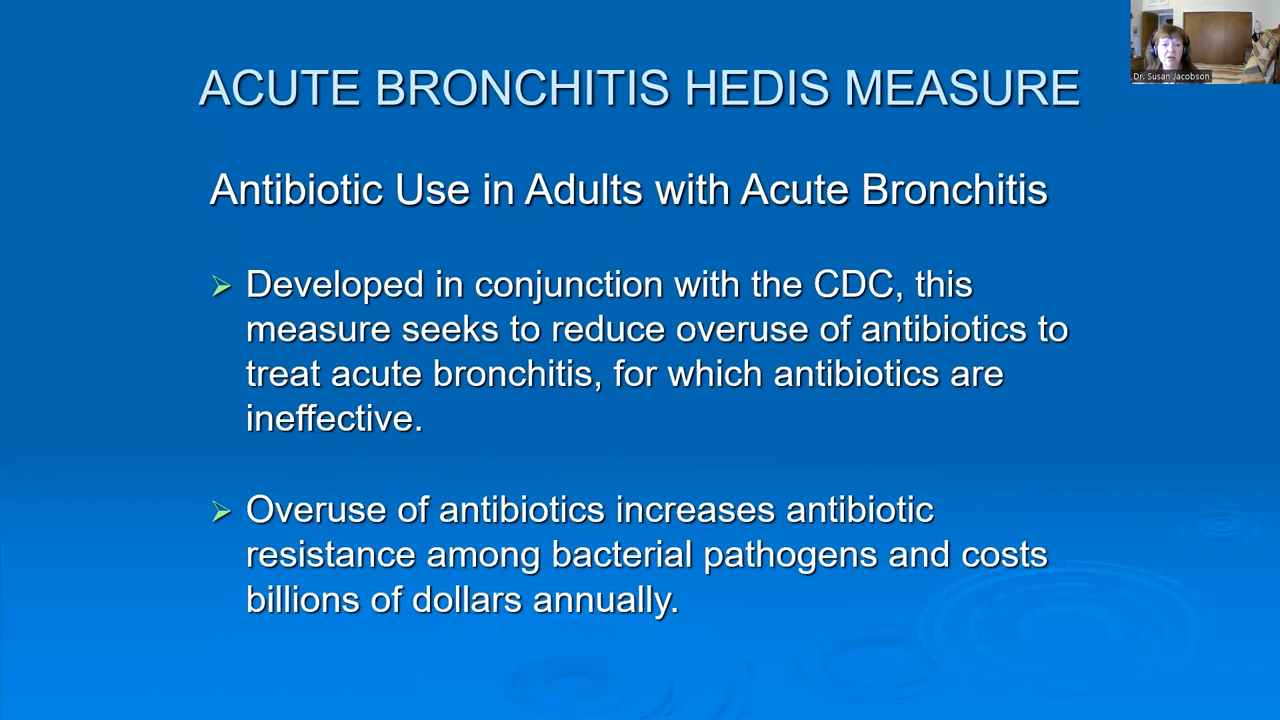 Dr. Susan Jacobson
ACUTE BRONCHITIS HEDIS MEASURE
Antibiotic Use in Adults with Acute Bronchitis
Developed in conjunction with the CDC, this
measure seeks to reduce overuse of antibiotics to
treat acute bronchitis, for which antibiotics are
ineffective.
Overuse of antibiotics increases antibiotic
resistance among bacterial pathogens and costs
billions of dollars annually.